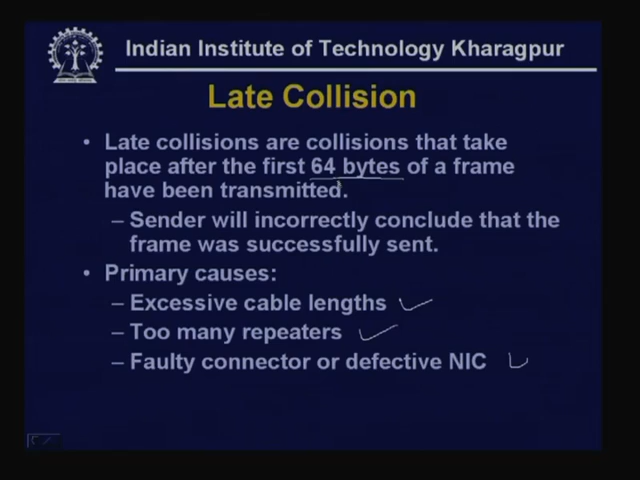 Indian Institute of Technology Kharagpur
Late Collision
• Late collisions are collisions that take
place after the first 64 bytes of a frame
have been transmitted.
– Sender will incorrectly conclude that the
frame was successfully sent.
• Primary causes:
– Excessive cable lengths
– Too many repeaters
– Faulty connector or defective NIC